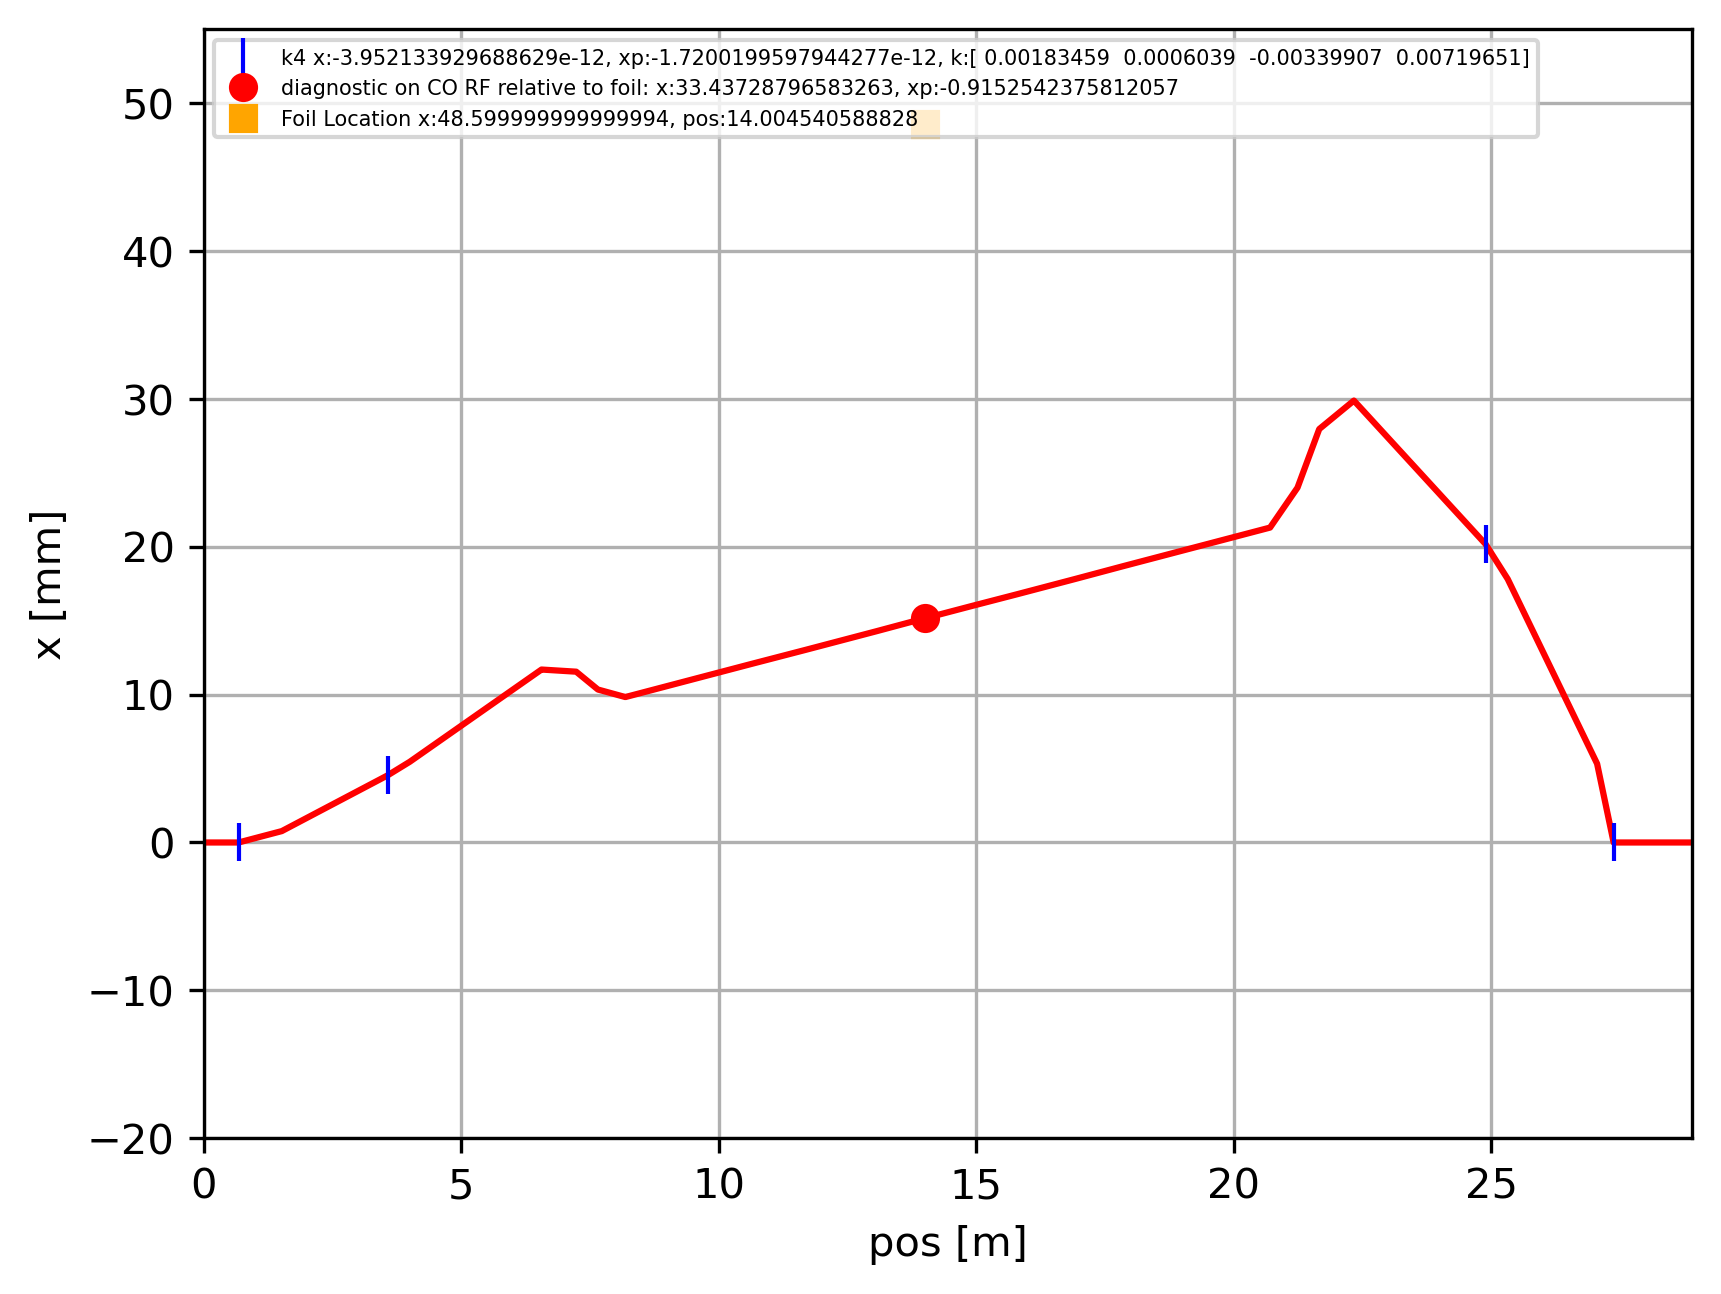 k4 x:-3.952133929688629e-12, xp:-1.7200199597944277e-12, k:[ 0.00183459  0.0006039  -0.00339907  0.00719651]
diagnostic on CO RF relative to foil: x:33.43728796583263, xp:-0.9152542375812057
Foil Location x:48.599999999999994, pos:14.004540588828
50
40
30
20
10
0
−10
−20
x [mm]
0 5 10 15 20 25
pos [m]